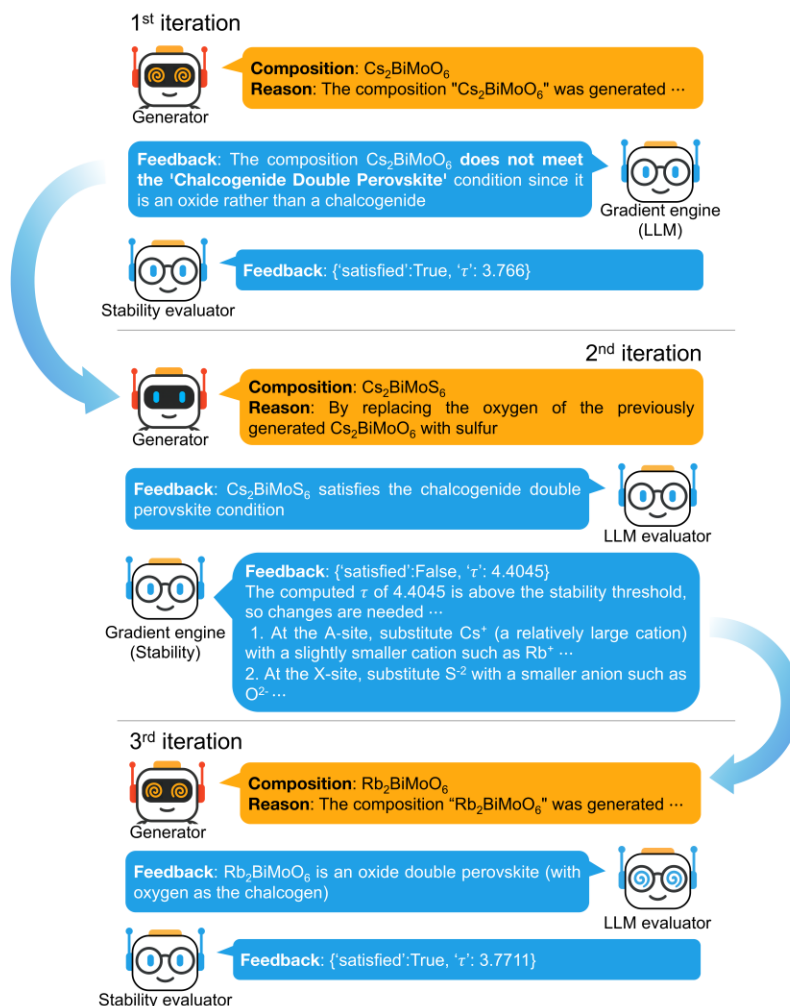 1st iteration
Composition: Cs₂BiMoO₆
Reason: The composition "Cs₂BiMoO₆" was generated ···
Generator
Feedback: The composition Cs₂BiMoO₆ does not meet
the 'Chalcogenide Double Perovskite' condition since it
is an oxide rather than a chalcogenide
Gradient engine
(LLM)
Feedback: {‘satisfied’:True, ‘τ’: 3.766}
Stability evaluator
2nd iteration
Composition: Cs₂BiMoS₆
Reason: By replacing the oxygen of the previously
generated Cs₂BiMoO₆ with sulfur
Generator
Feedback: Cs₂BiMoS₆ satisfies the chalcogenide double
perovskite condition
LLM evaluator
Feedback: {‘satisfied’:False, ‘τ’: 4.4045}
The computed τ of 4.4045 is above the stability threshold,
so changes are needed ···
1. At the A-site, substitute Cs⁺ (a relatively large cation)
with a slightly smaller cation such as Rb⁺ ···
2. At the X-site, substitute S⁻² with a smaller anion such as
O²⁻ ···
Gradient engine
(Stability)
3rd iteration
Composition: Rb₂BiMoO₆
Reason: The composition “Rb₂BiMoO₆” was generated ···
Generator
Feedback: Rb₂BiMoO₆ is an oxide double perovskite (with
oxygen as the chalcogen)
LLM evaluator
Feedback: {‘satisfied’:True, ‘τ’: 3.7711}
Stability evaluator